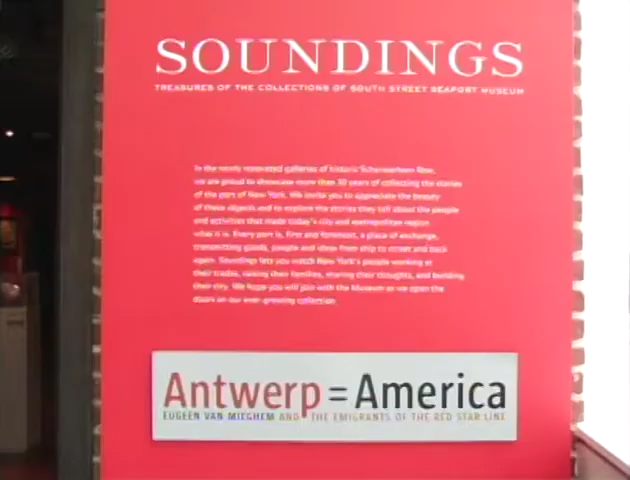 SOUNDINGS
TREASURES OF THE COLLECTIONS OF SOUTH STREET SEAPORT MUSEUM
In the newly renovated galleries of historic Schermerhorn Row,
we are proud to showcase more than 30 years of collecting the stories
of the port of New York. We invite you to appreciate the beauty
of these objects and to explore the stories they tell about the people
and activities that made today's city and metropolitan region
what it is. Every port is, first and foremost, a place of exchange,
transmitting goods, people and ideas from ship to street and back
again. Soundings lets you watch New York's people working at
their trades, raising their families, sharing their thoughts, and building
their city. We hope you will join with the Museum as we open the
doors on our ever-growing collection.
Antwerp = America
EUGEEN VAN MIEGHEM AND THE EMIGRANTS OF THE RED STAR LINE